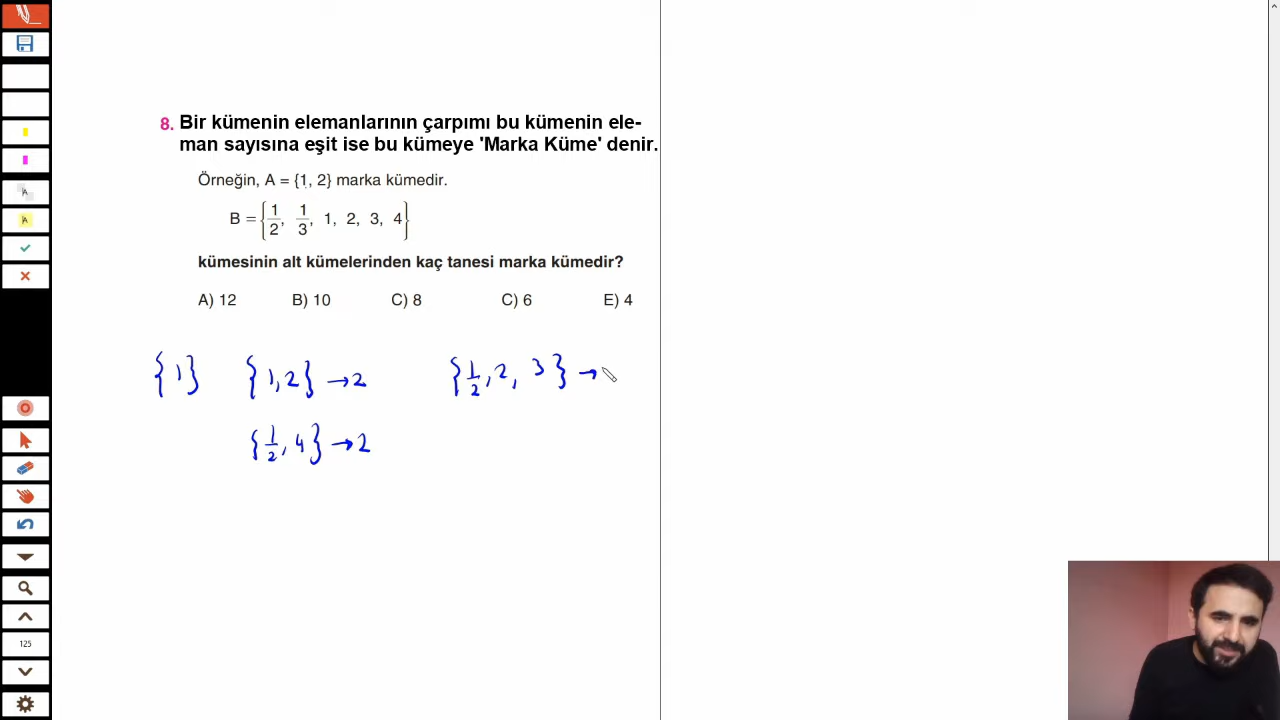 8. Bir kümenin elemanlarının çarpımı bu kümenin ele-
man sayısına eşit ise bu kümeye 'Marka Küme' denir.
Örneğin, A = {1, 2} marka kümedir.
B = {1/2, 1/3, 1, 2, 3, 4}
kümesinin alt kümelerinden kaç tanesi marka kümedir?
A) 12 B) 10 C) 8 C) 6 E) 4
{1} {1,2} →2 {1/2, 2, 3} →
{1/2, 4} →2
A
A
125